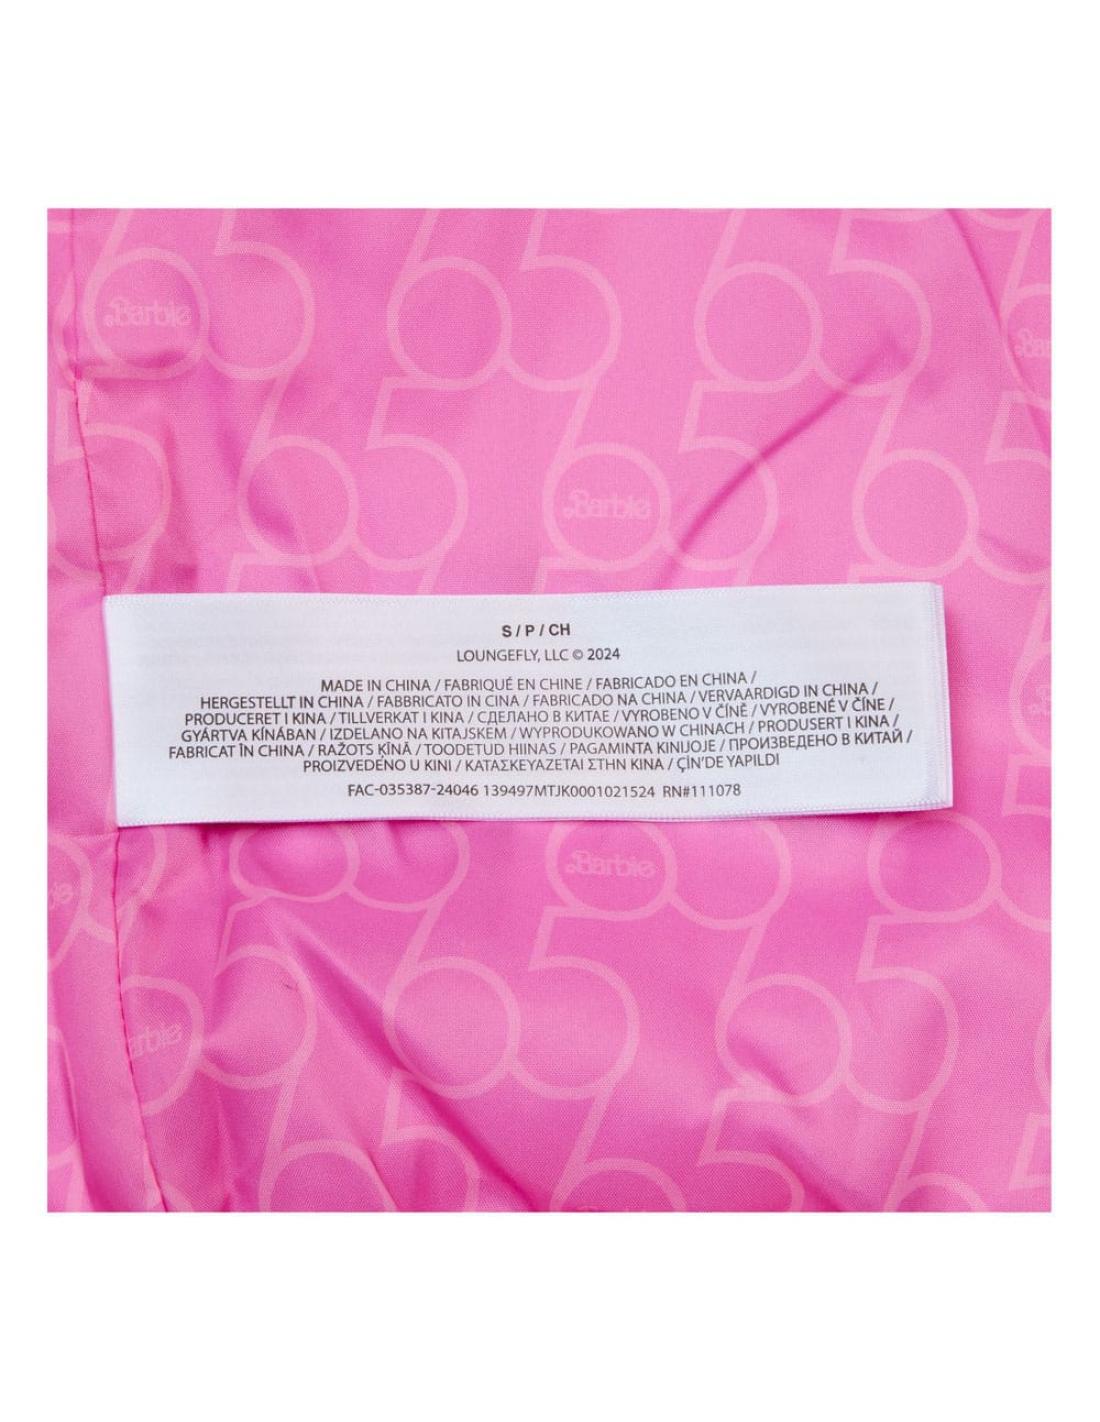 Barbie
Barbie
S / P / CH
LOUNGEFLY, LLC © 2024
MADE IN CHINA / FABRIQUÉ EN CHINE / FABRICADO EN CHINA /
HERGESTELLT IN CHINA / FABBRICATO IN CINA / FABRICADO NA CHINA / VERVAARDIGD IN CHINA /
PRODUCERET I KINA / TILLVERKAT I KINA / СДЕЛАНО В КИТАЕ / VYROBENO V ČÍNĚ / VYROBENÉ V ČÍNE /
GYÁRTVA KÍNÁBAN / IZDELANO NA KITAJSKEM / WYPRODUKOWANO W CHINACH / PRODUSERT I KINA /
FABRICAT ÎN CHINA / RAŽOTS ĶĪNĀ / TOODETUD HIINAS / PAGAMINTA KINIJOJE / ПРОИЗВЕДЕНО В КИТАЙ /
PROIZVEDENO U KINI / ΚΑΤΑΣΚΕΥΑΖΕΤΑΙ ΣΤΗΝ ΚΙΝΑ / ÇİN'DE YAPILDI
FAC-035387-24046 139497MTJK0001021524 RN#111078
Barbie